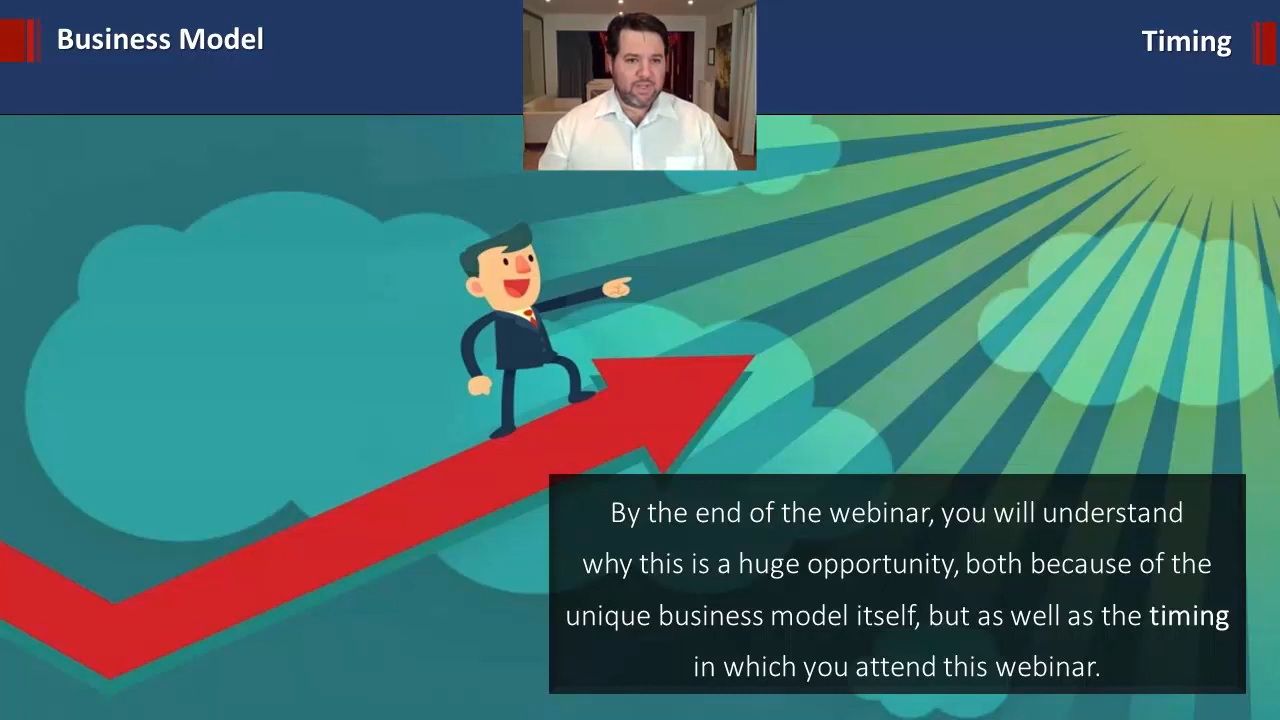 Business Model
Timing
By the end of the webinar, you will understand
why this is a huge opportunity, both because of the
unique business model itself, but as well as the timing
in which you attend this webinar.